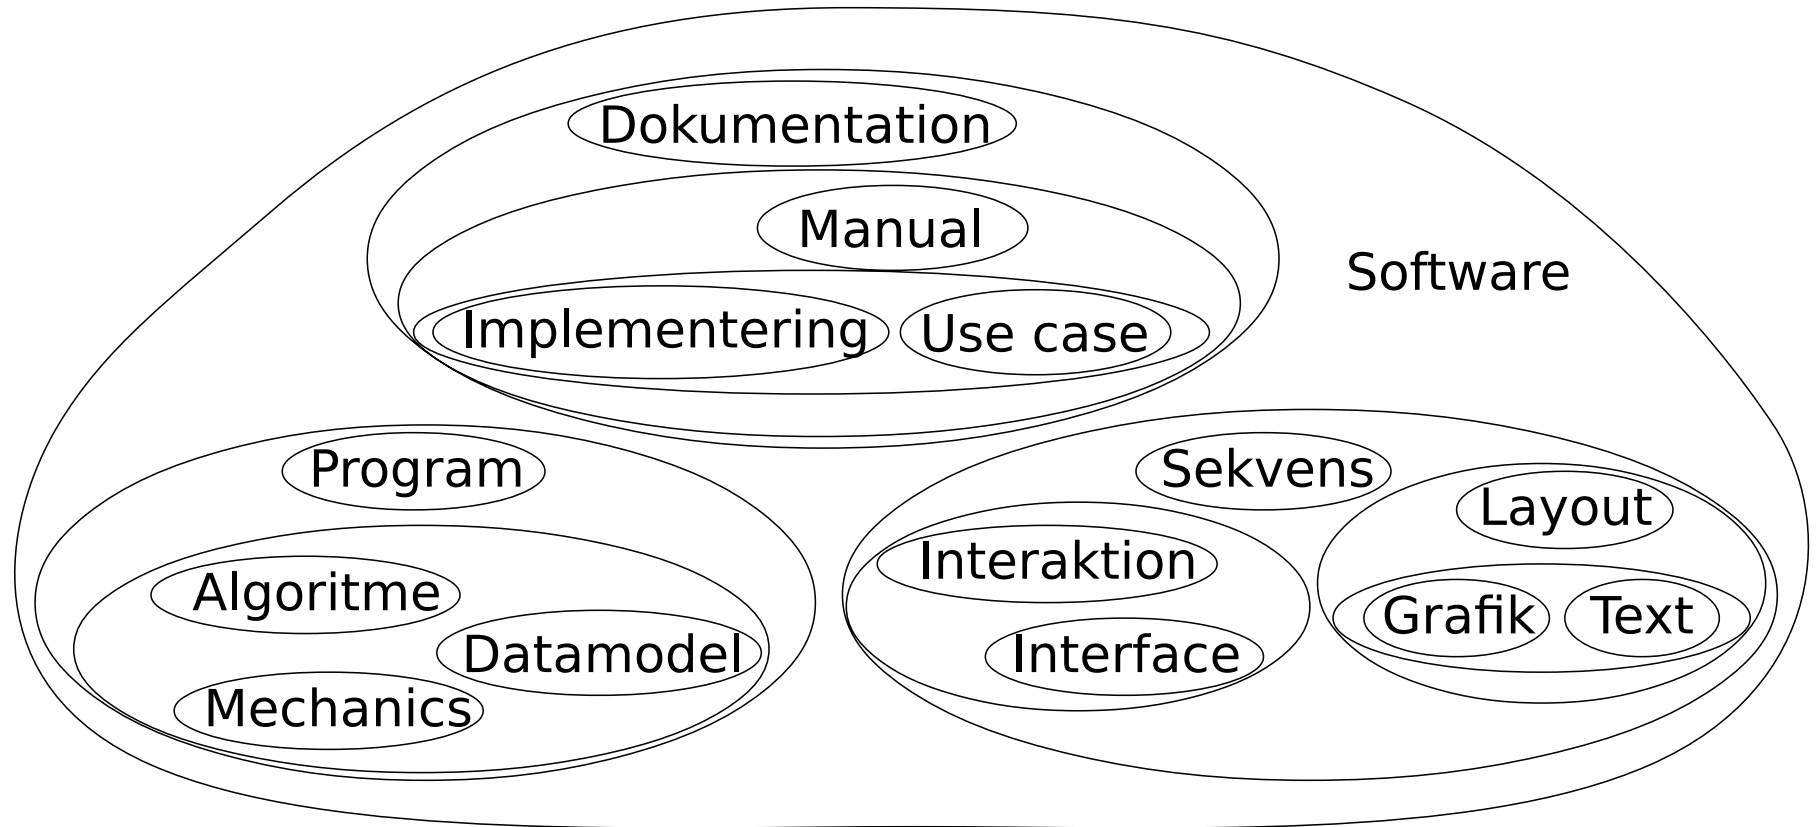 Dokumentation
Manual
Software
Implementering
Use case
Program
Sekvens
Layout
Algoritme
Interaktion
Grafik
Text
Datamodel
Interface
Mechanics